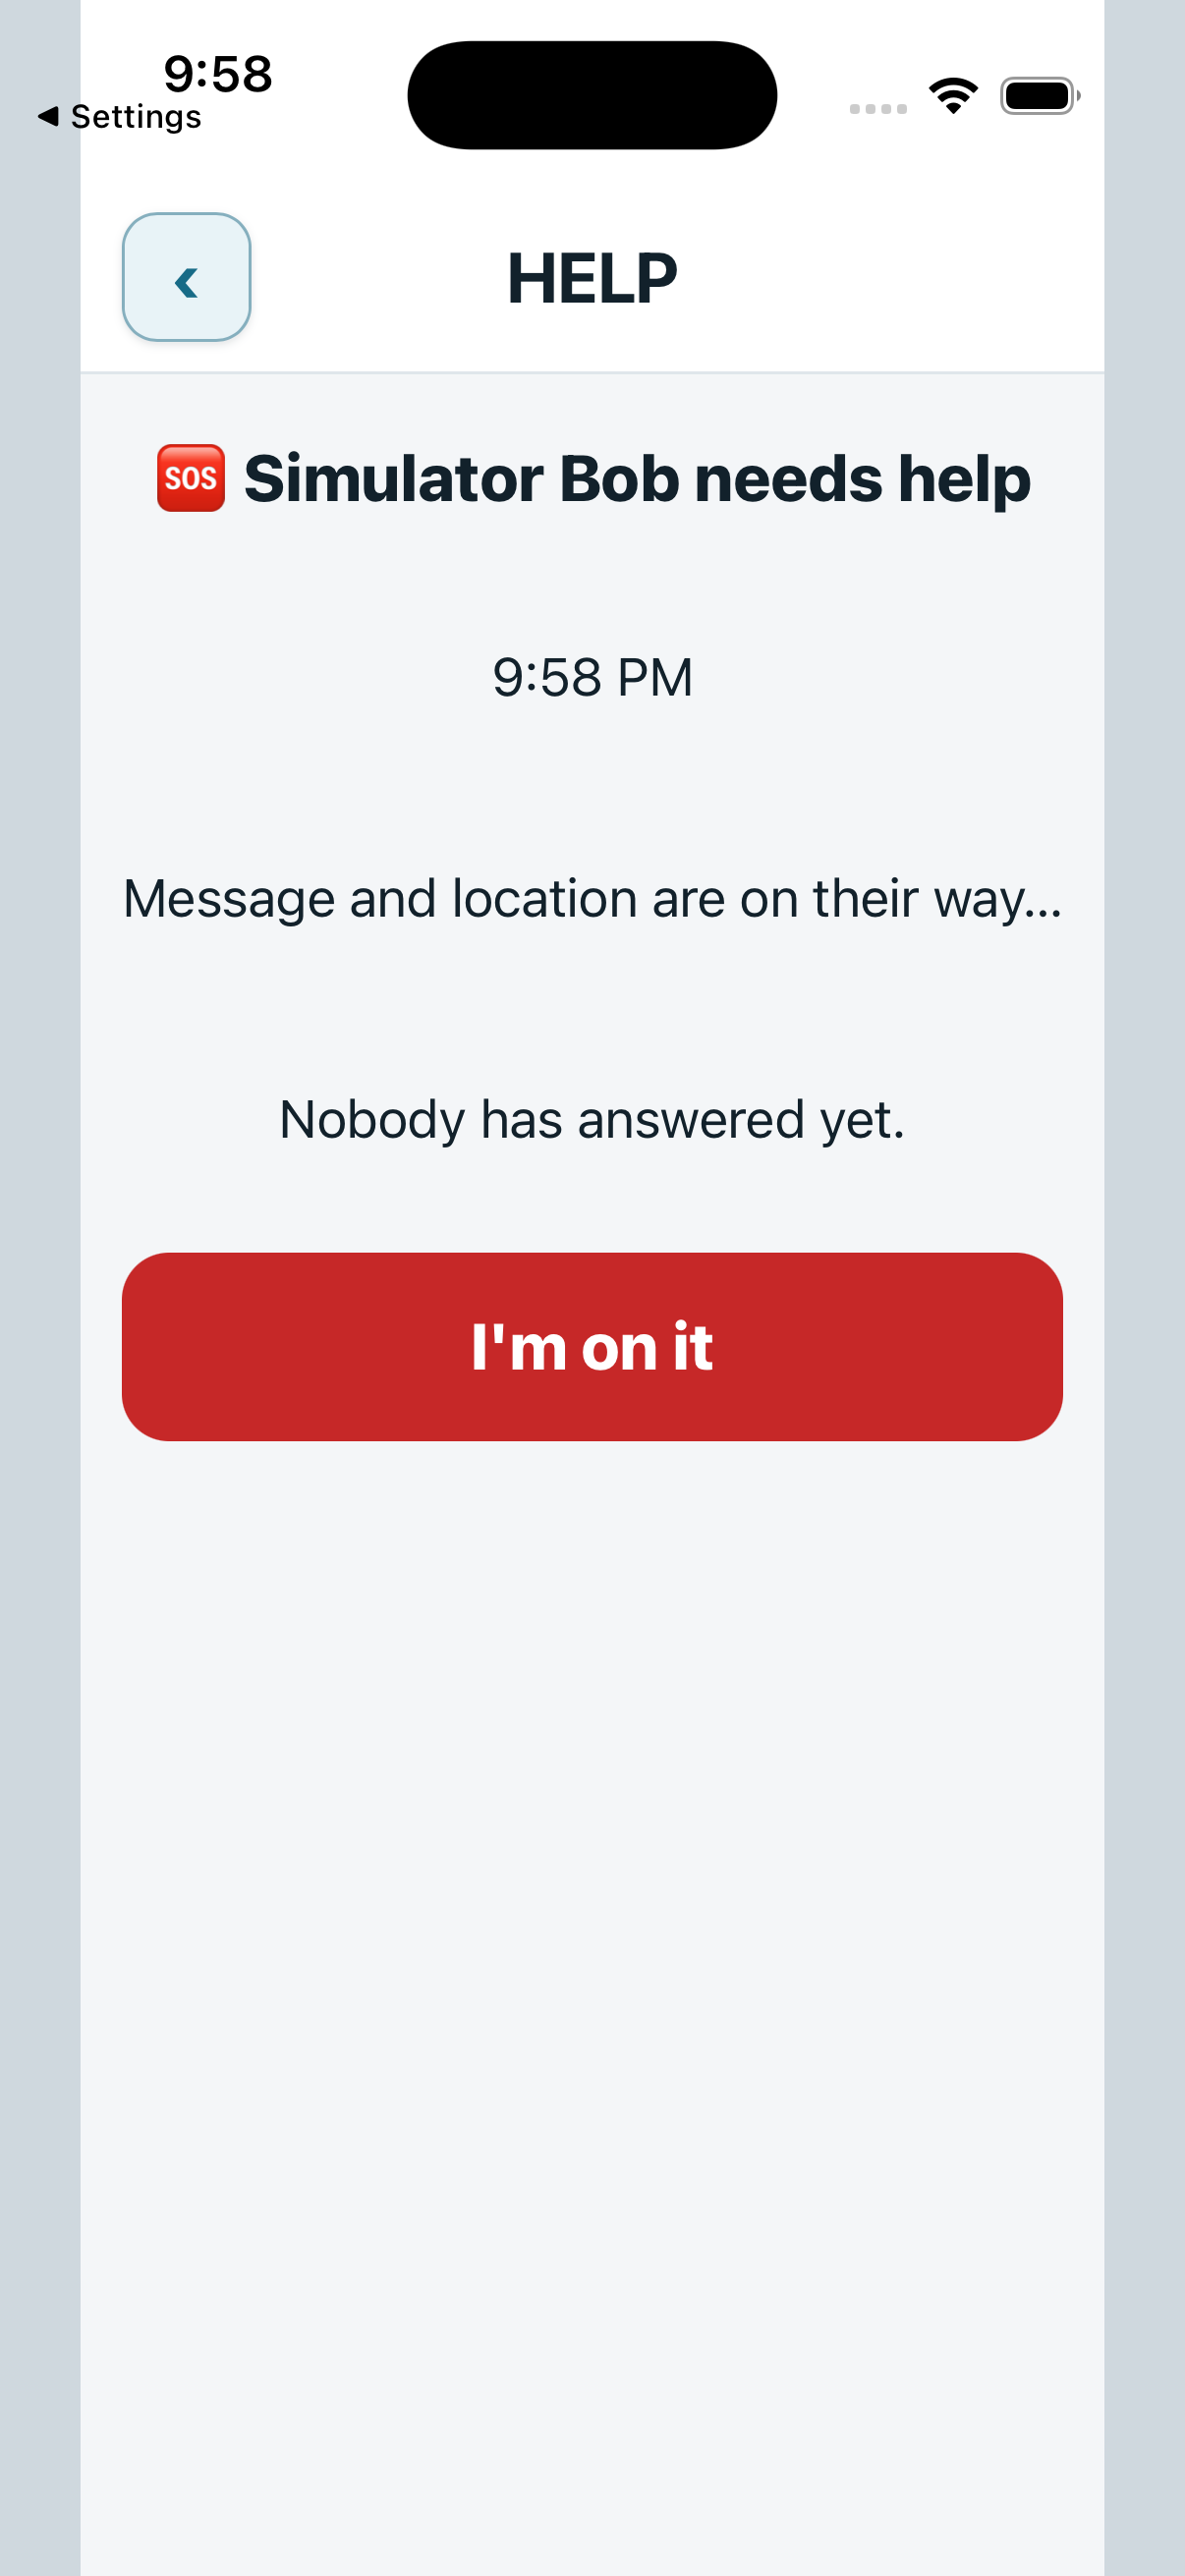 9:58
◀ Settings
‹
HELP
🆘 Simulator Bob needs help
9:58 PM
Message and location are on their way...
Nobody has answered yet.
I'm on it